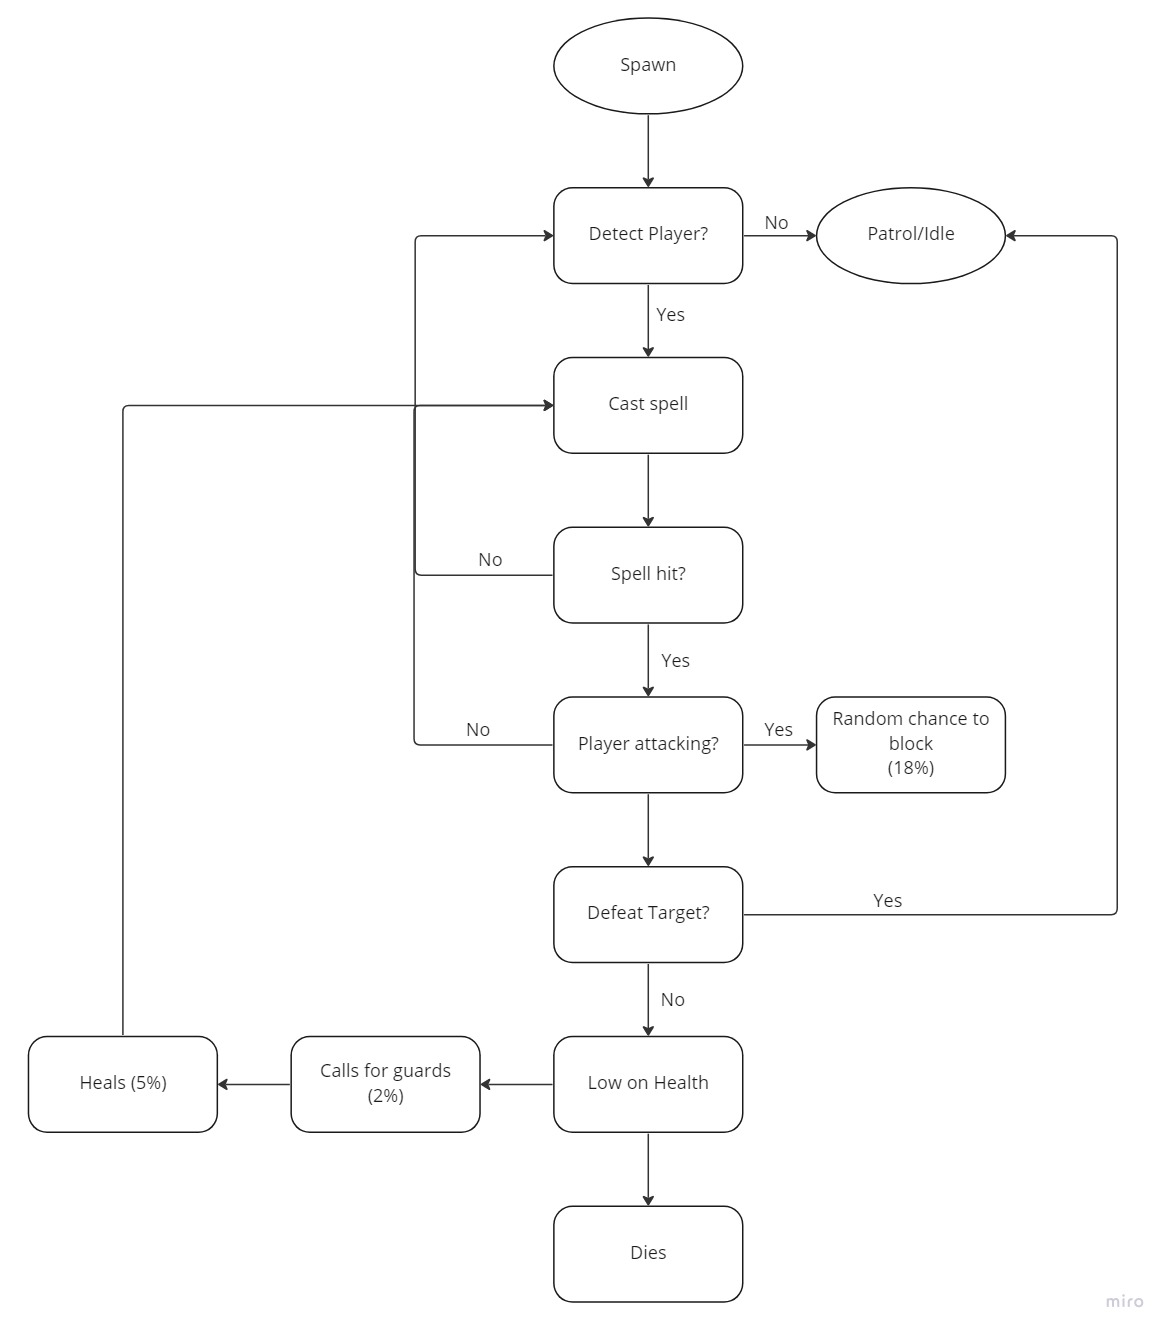 Spawn
Detect Player?
No
Patrol/Idle
Yes
Cast spell
No
Spell hit?
Yes
No
Player attacking?
Yes
Random chance to
block
(18%)
Defeat Target?
Yes
No
Heals (5%)
Calls for guards
(2%)
Low on Health
Dies
miro